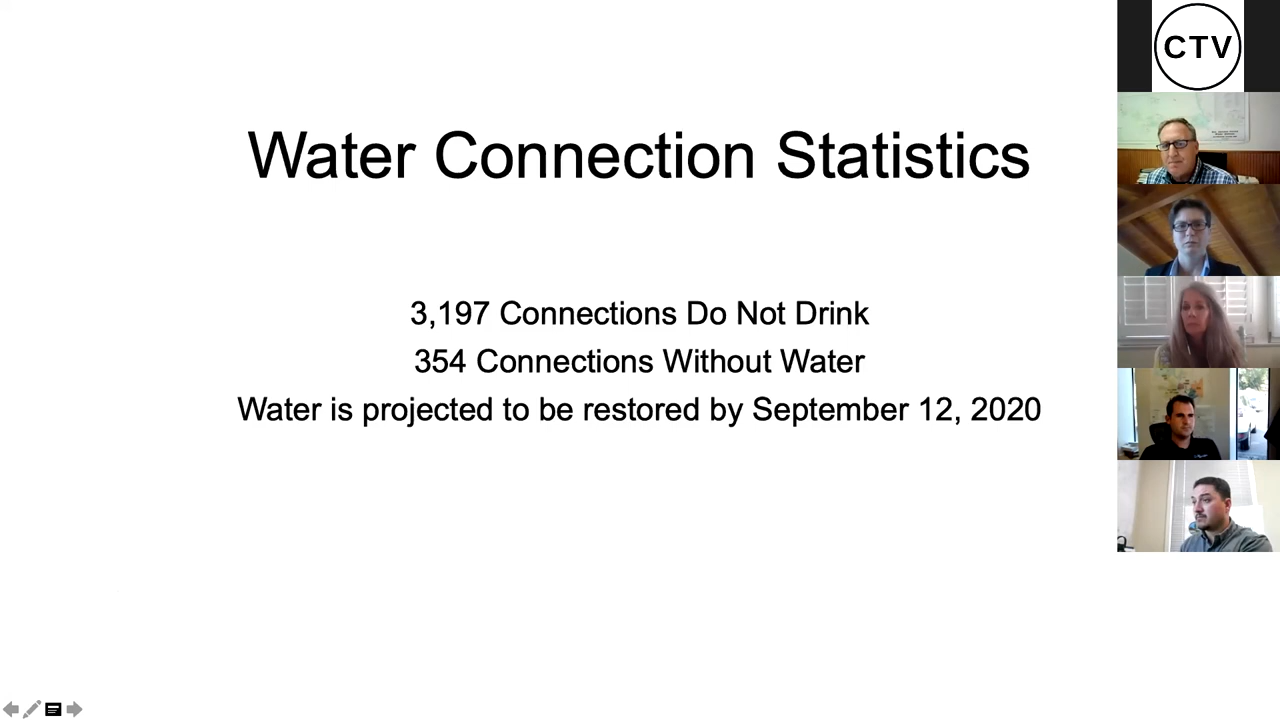 Water Connection Statistics
3,197 Connections Do Not Drink
354 Connections Without Water
Water is projected to be restored by September 12, 2020
CTV